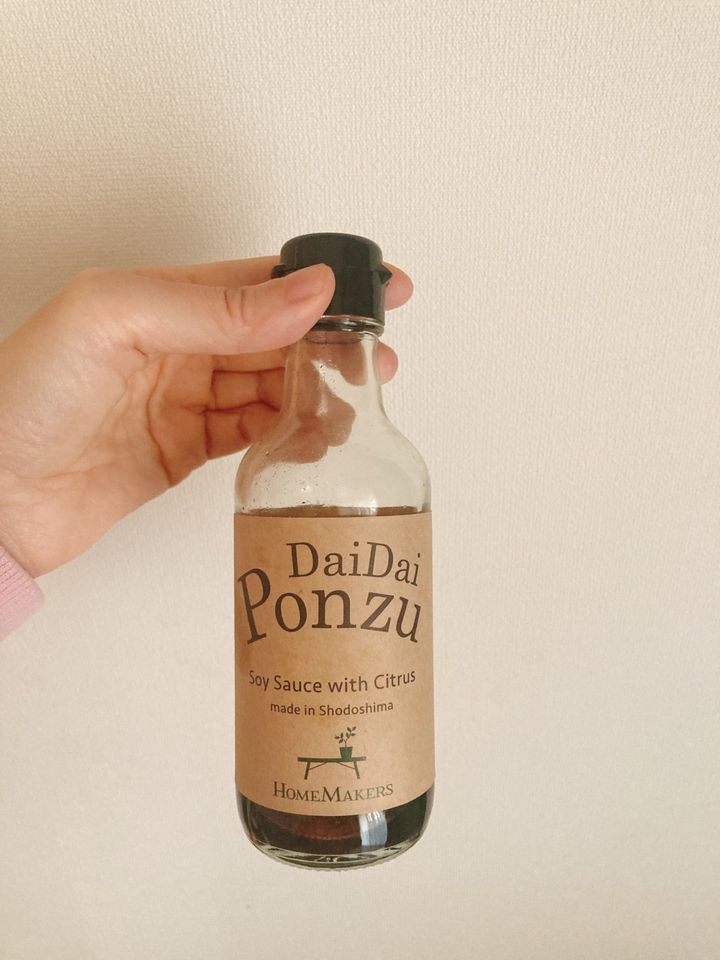 DaiDai
Ponzu
Soy Sauce with Citrus
made in Shodoshima
HomeMakers